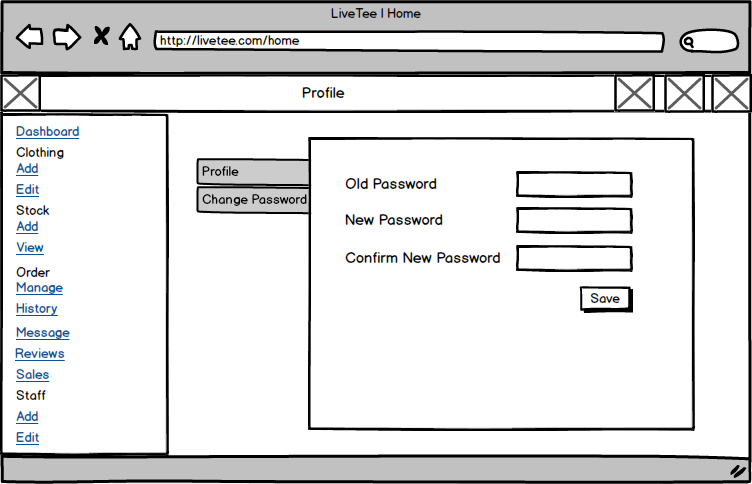 LiveTee | Home
http://livetee.com/home
Profile
Dashboard
Clothing
Add
Edit
Stock
Add
View
Order
Manage
History
Message
Reviews
Sales
Staff
Add
Edit
Profile
Change Password
Old Password
New Password
Confirm New Password
Save